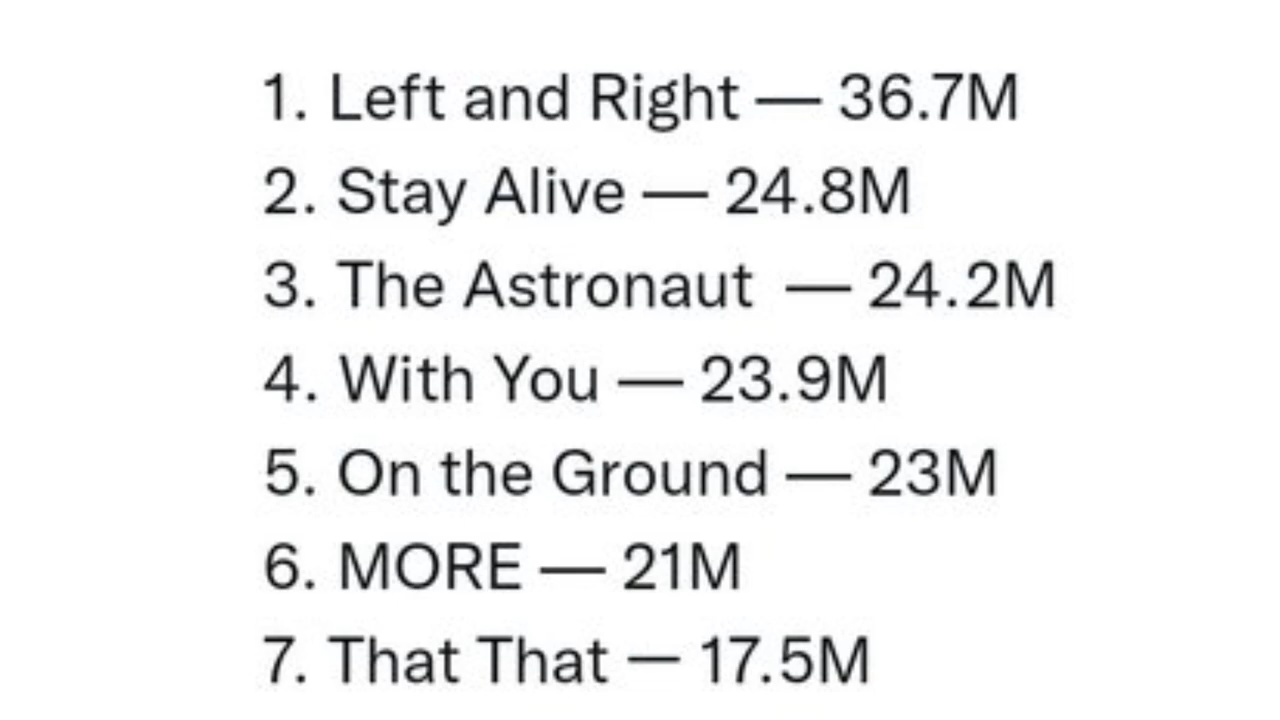 1. Left and Right — 36.7M
2. Stay Alive — 24.8M
3. The Astronaut — 24.2M
4. With You — 23.9M
5. On the Ground — 23M
6. MORE — 21M
7. That That — 17.5M